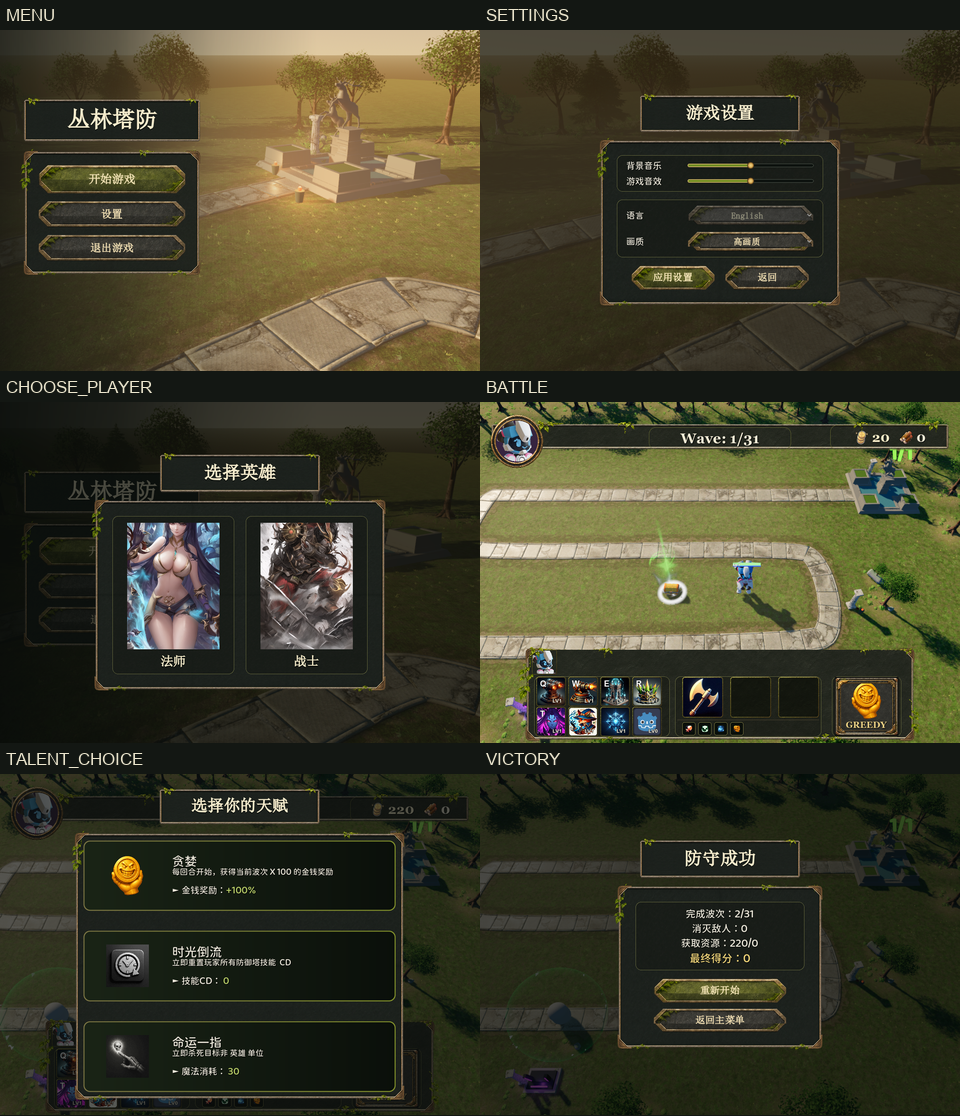 MENU
丛林塔防
开始游戏
设置
退出游戏
SETTINGS
游戏设置
背景音乐
游戏音效
语言 English
画质 高画质
应用设置 返回
CHOOSE_PLAYER
丛林塔防
选择英雄
法师 战士
BATTLE
Wave: 1/31
20 0
Q W E R
LV1 LV1 LV1 LV1
T
LV1 LV1 LV1 LV0
GREEDY
TALENT_CHOICE
220 0
选择你的天赋
贪婪
每回合开始，获得当前波次 X 100 的金钱奖励
► 金钱奖励：+100%
时光倒流
立即重置玩家所有防御塔技能 CD
► 技能CD： 0
命运一指
立即杀死目标非 英雄 单位
► 魔法消耗： 30
VICTORY
防守成功
完成波次：2/31
消灭敌人：0
获取资源：220/0
最终得分：0
重新开始
返回主菜单